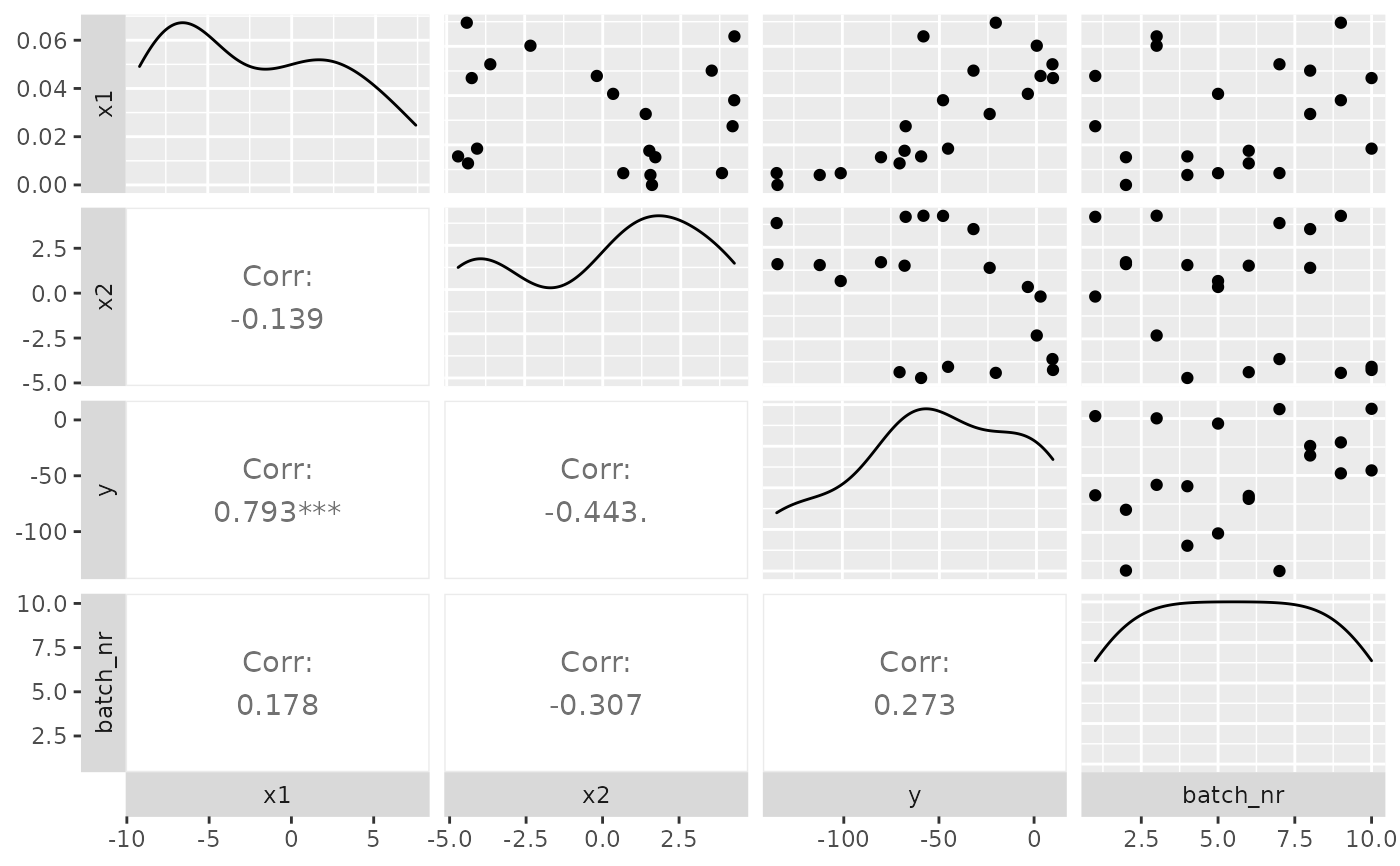 0.06
0.04
0.02
0.00
x1
2.5
0.0
-2.5
-5.0
x2
Corr:
-0.139
0
-50
-100
y
Corr:
0.793***
Corr:
-0.443.
10.0
7.5
5.0
2.5
batch_nr
Corr:
0.178
Corr:
-0.307
Corr:
0.273
x1 x2 y batch_nr
-10 -5 0 5 -5.0 -2.5 0.0 2.5 -100 -50 0 2.5 5.0 7.5 10.0